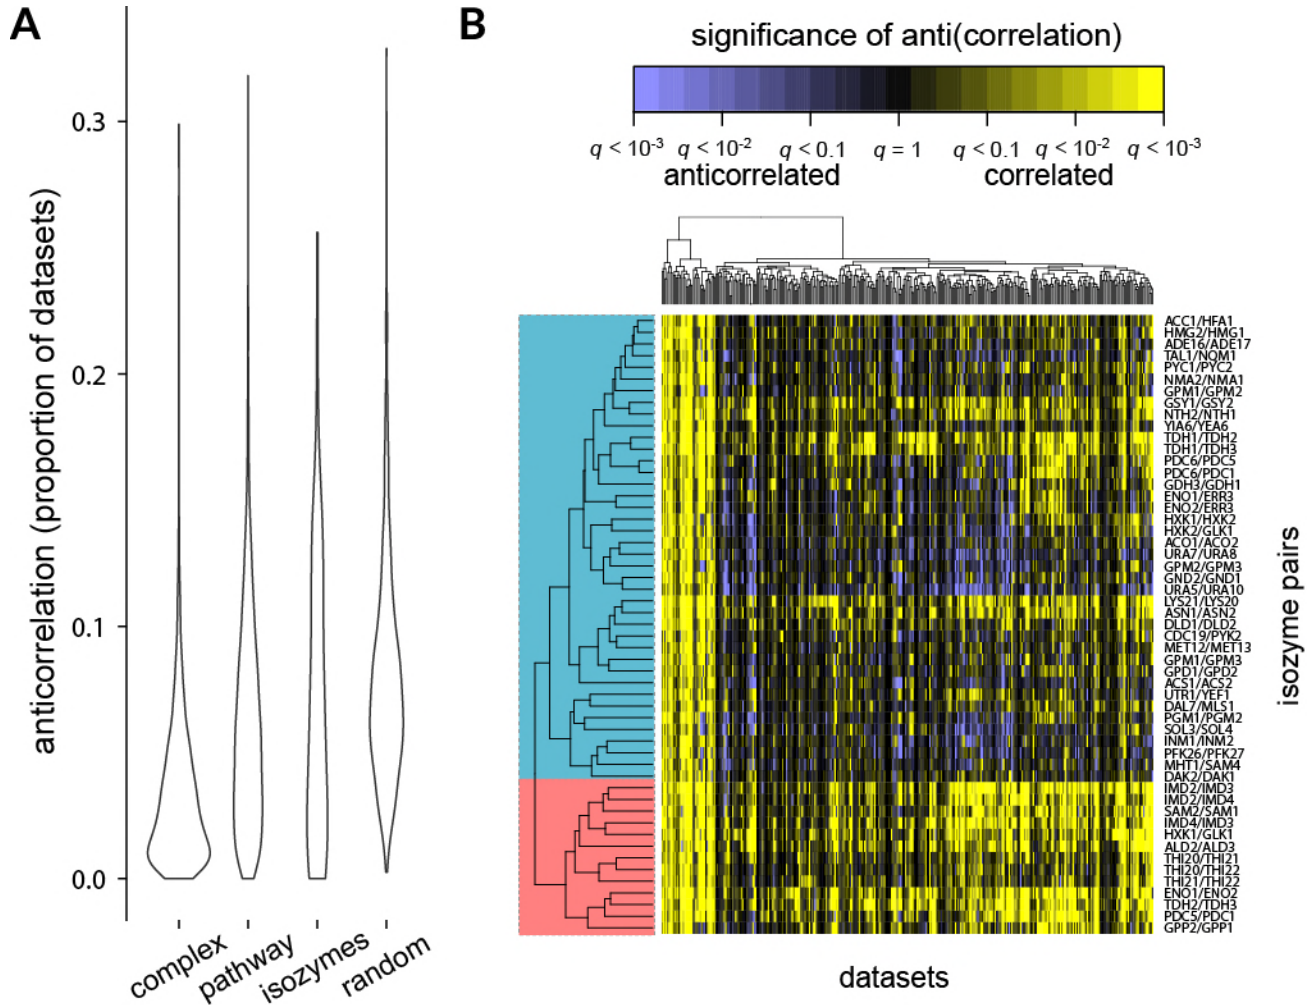 A
anticorrelation (proportion of datasets)
0.3
0.2
0.1
0.0
complex
pathway
isozymes
random
B
significance of anti(correlation)
q < 10⁻³ q < 10⁻² q < 0.1 q = 1 q < 0.1 q < 10⁻² q < 10⁻³
anticorrelated correlated
ACC1/HFA1
HMG2/HMG1
ADE16/ADE17
TAL1/NQM1
PYC1/PYC2
NMA2/NMA1
GPM1/GPM2
GSY1/GSY2
NTH2/NTH1
YIA6/YEA6
TDH1/TDH2
TDH1/TDH3
PDC6/PDC5
PDC6/PDC1
GDH3/GDH1
ENO1/ERR3
ENO2/ERR3
HXK1/HXK2
HXK2/GLK1
ACO1/ACO2
URA7/URA8
GPM2/GPM3
GND2/GND1
URA5/URA10
LYS21/LYS20
ASN1/ASN2
DLD1/DLD2
CDC19/PYK2
MET12/MET13
GPM1/GPM3
GPD1/GPD2
ACS1/ACS2
UTR1/YEF1
DAL7/MLS1
PGM1/PGM2
SOL3/SOL4
INM1/INM2
PFK26/PFK27
MHT1/SAM4
DAK2/DAK1
IMD2/IMD3
IMD2/IMD4
SAM2/SAM1
IMD4/IMD3
HXK1/GLK1
ALD2/ALD3
THI20/THI21
THI20/THI22
THI21/THI22
ENO1/ENO2
TDH2/TDH3
PDC5/PDC1
GPP2/GPP1
isozyme pairs
datasets